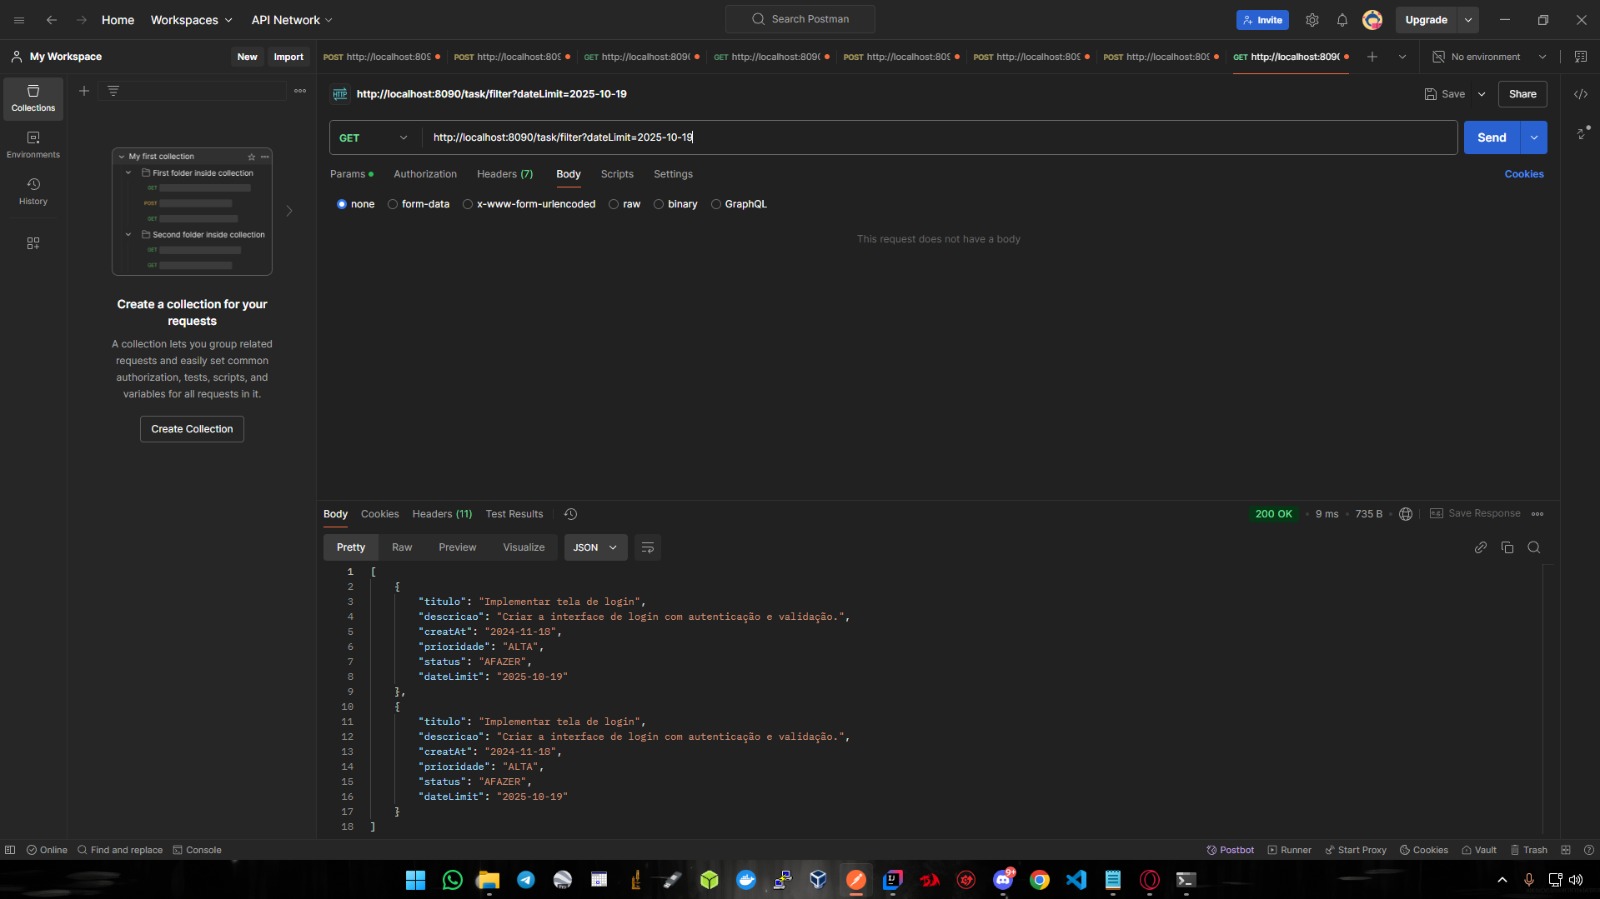 Home Workspaces API Network Search Postman Invite Upgrade
My Workspace New Import POST http://localhost:809 POST http://localhost:809 GET http://localhost:809 GET http://localhost:809 POST http://localhost:809 POST http://localhost:809 POST http://localhost:809 GET http://localhost:809 No environment
Collections
Environments
History
My first collection
First folder inside collection
GET
POST
GET
Second folder inside collection
GET
GET
Create a collection for your
requests
A collection lets you group related
requests and easily set common
authorization, tests, scripts, and
variables for all requests in it.
Create Collection
HTTP http://localhost:8090/task/filter?dateLimit=2025-10-19 Save Share
GET http://localhost:8090/task/filter?dateLimit=2025-10-19 Send
Params Authorization Headers (7) Body Scripts Settings Cookies
none form-data x-www-form-urlencoded raw binary GraphQL
This request does not have a body
Body Cookies Headers (11) Test Results 200 OK 9 ms 735 B Save Response
Pretty Raw Preview Visualize JSON
1 [
2 {
3 "titulo": "Implementar tela de login",
4 "descricao": "Criar a interface de login com autenticação e validação.",
5 "creatAt": "2024-11-18",
6 "prioridade": "ALTA",
7 "status": "AFAZER",
8 "dateLimit": "2025-10-19"
9 },
10 {
11 "titulo": "Implementar tela de login",
12 "descricao": "Criar a interface de login com autenticação e validação.",
13 "creatAt": "2024-11-18",
14 "prioridade": "ALTA",
15 "status": "AFAZER",
16 "dateLimit": "2025-10-19"
17 }
18 ]
Online Find and replace Console Postbot Runner Start Proxy Cookies Vault Trash